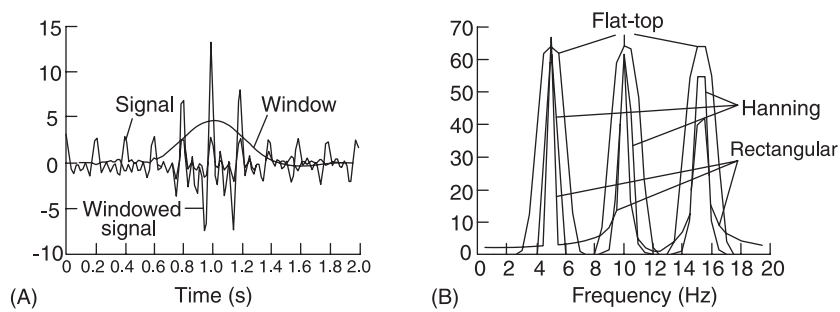 15
10
5
0
-5
-10
Signal
Window
Windowed
signal
0 0.2 0.4 0.6 0.8 1.0 1.2 1.4 1.6 1.8 2.0
Time (s)
(A)
70
60
50
40
30
20
10
0
Flat-top
Hanning
Rectangular
0 2 4 6 8 10 12 14 16 18 20
Frequency (Hz)
(B)